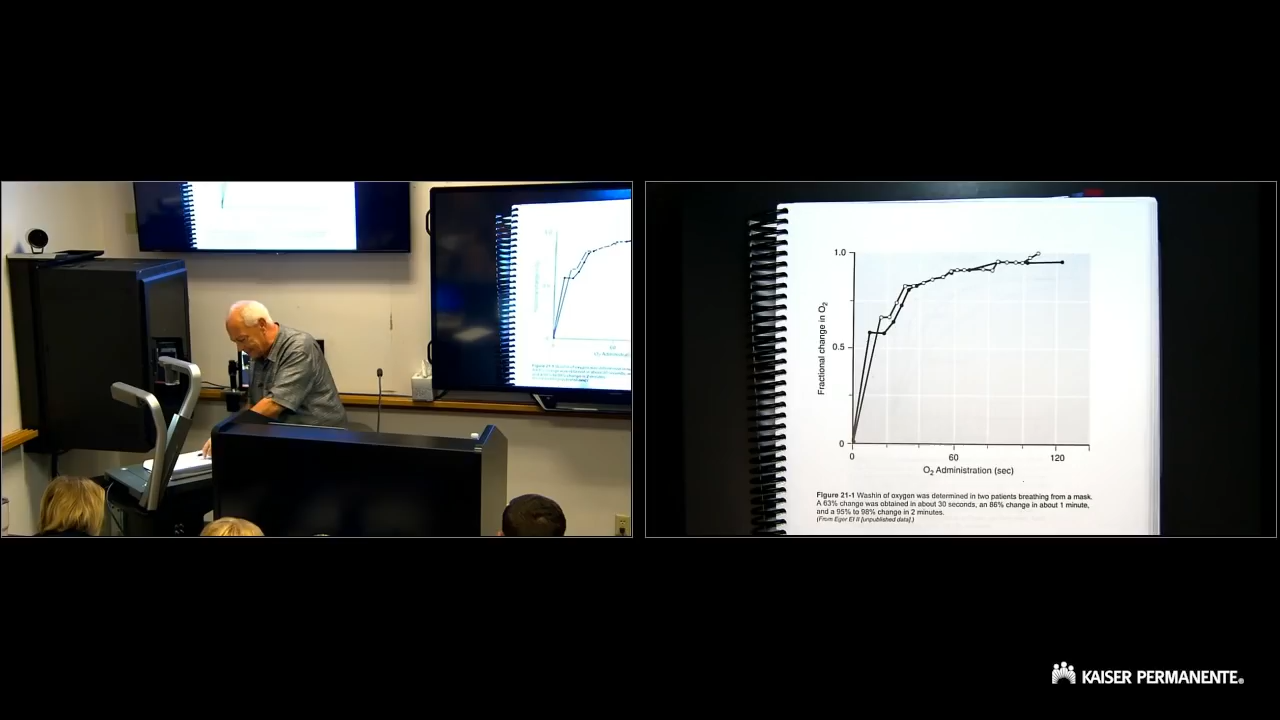 1.0
0.5
0
Fractional change in O2
0
60
120
O2 Administration (sec)
Figure 21-1 Washin of oxygen was determined in two patients breathing from a mask.
A 63% change was obtained in about 30 seconds, an 86% change in about 1 minute,
and a 95% to 98% change in 2 minutes.
(From Eger EI II [unpublished data].)
KAISER PERMANENTE®